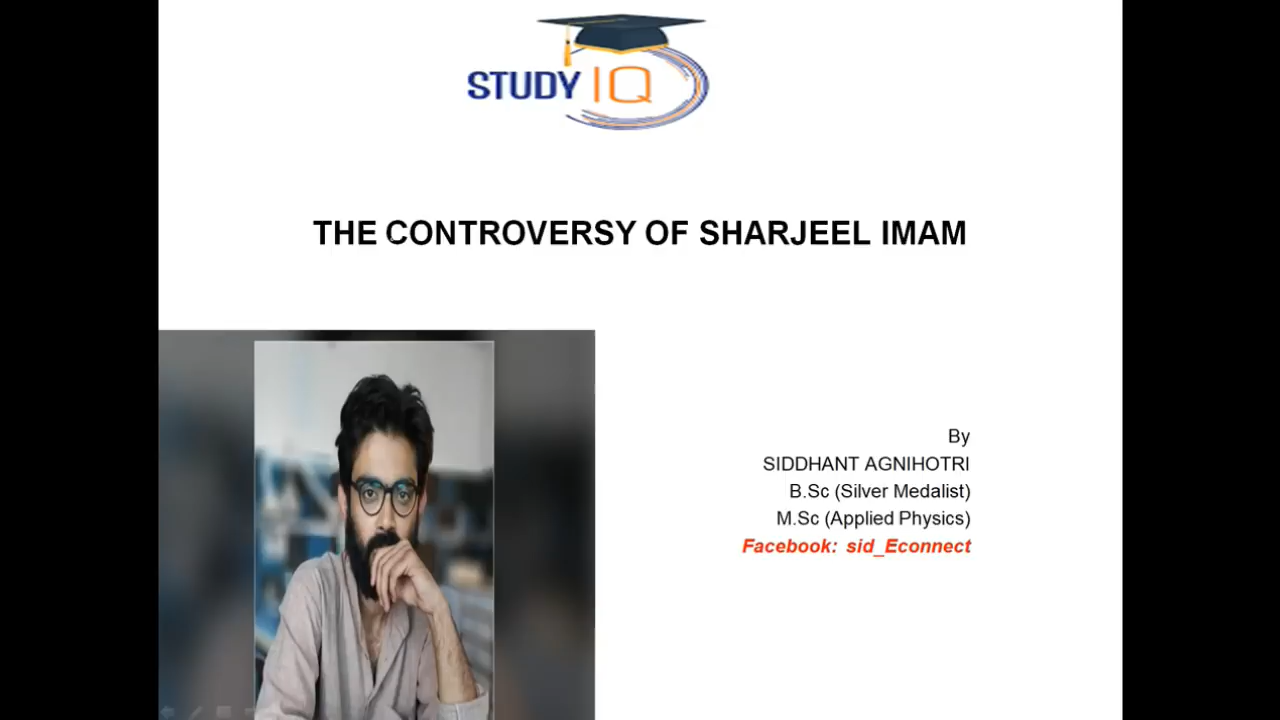 STUDY IQ
THE CONTROVERSY OF SHARJEEL IMAM
By
SIDDHANT AGNIHOTRI
B.Sc (Silver Medalist)
M.Sc (Applied Physics)
Facebook: sid_Econnect